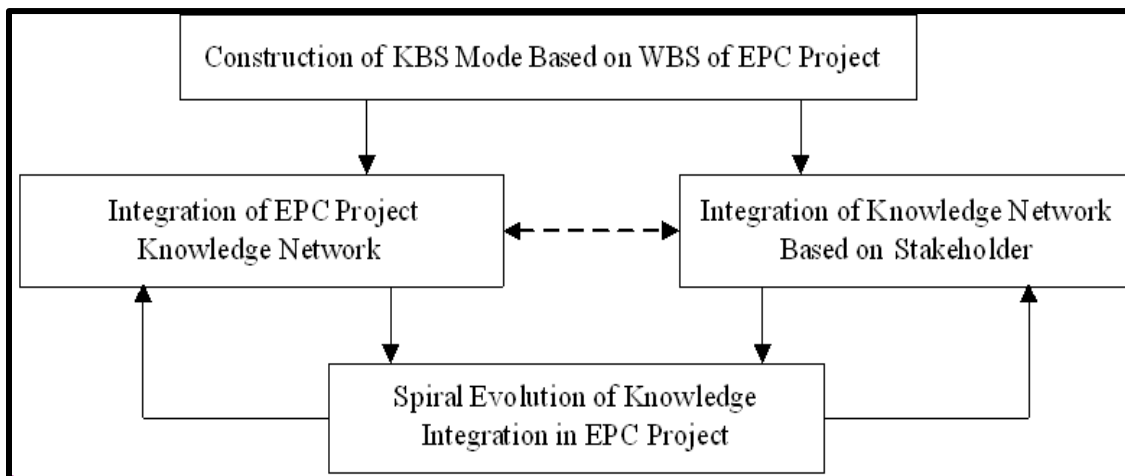 Construction of KBS Mode Based on WBS of EPC Project
Integration of EPC Project
Knowledge Network
Integration of Knowledge Network
Based on Stakeholder
Spiral Evolution of Knowledge
Integration in EPC Project